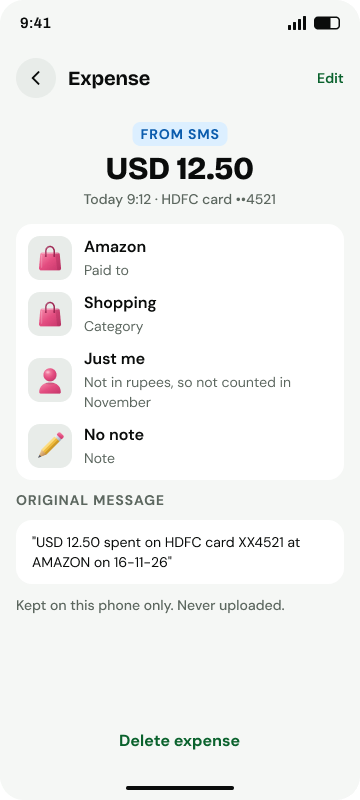 9:41
Expense
Edit
FROM SMS
USD 12.50
Today 9:12 · HDFC card ••4521
Amazon
Paid to
Shopping
Category
Just me
Not in rupees, so not counted in
November
No note
Note
ORIGINAL MESSAGE
"USD 12.50 spent on HDFC card XX4521 at
AMAZON on 16-11-26"
Kept on this phone only. Never uploaded.
Delete expense